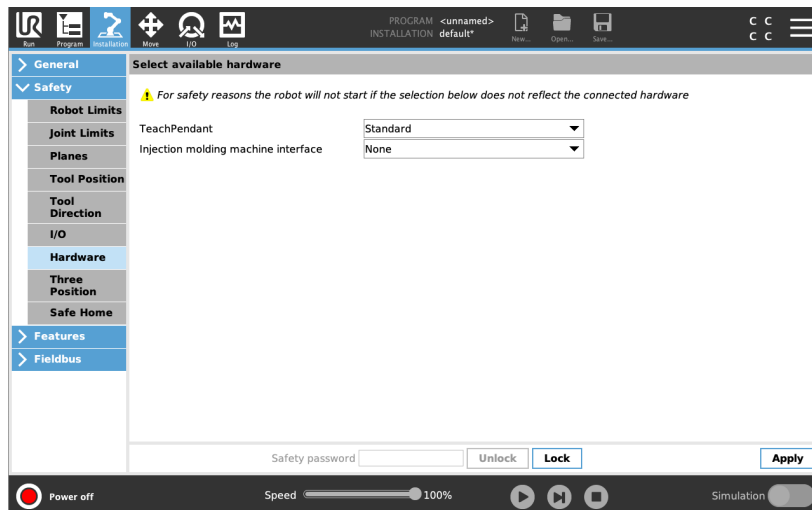 UR
Run
Program
Installation
Move
I/O
Log
PROGRAM <unnamed>
INSTALLATION default*
New...
Open...
Save...
C C
C C
General
Safety
Robot Limits
Joint Limits
Planes
Tool Position
Tool
Direction
I/O
Hardware
Three
Position
Safe Home
Features
Fieldbus
Select available hardware
For safety reasons the robot will not start if the selection below does not reflect the connected hardware
TeachPendant Standard
Injection molding machine interface None
Safety password Unlock Lock Apply
Power off Speed 100% Simulation